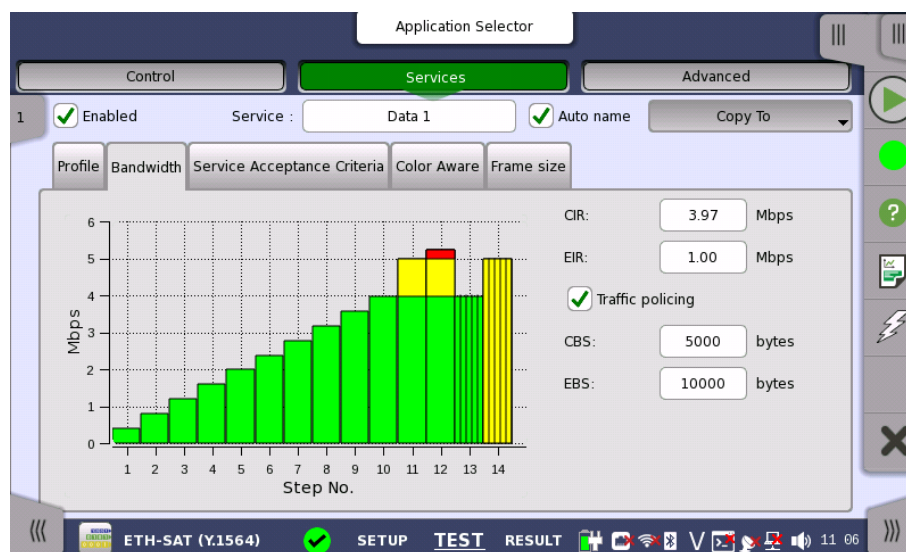 Application Selector
Control Services Advanced
1 Enabled Service : Data 1 Auto name Copy To
Profile Bandwidth Service Acceptance Criteria Color Aware Frame size
CIR: 3.97 Mbps
EIR: 1.00 Mbps
Traffic policing
CBS: 5000 bytes
EBS: 10000 bytes
Mbps
6
5
4
3
2
1
0
1 2 3 4 5 6 7 8 9 10 11 12 13 14
Step No.
ETH-SAT (Y.1564) SETUP TEST RESULT 11 06